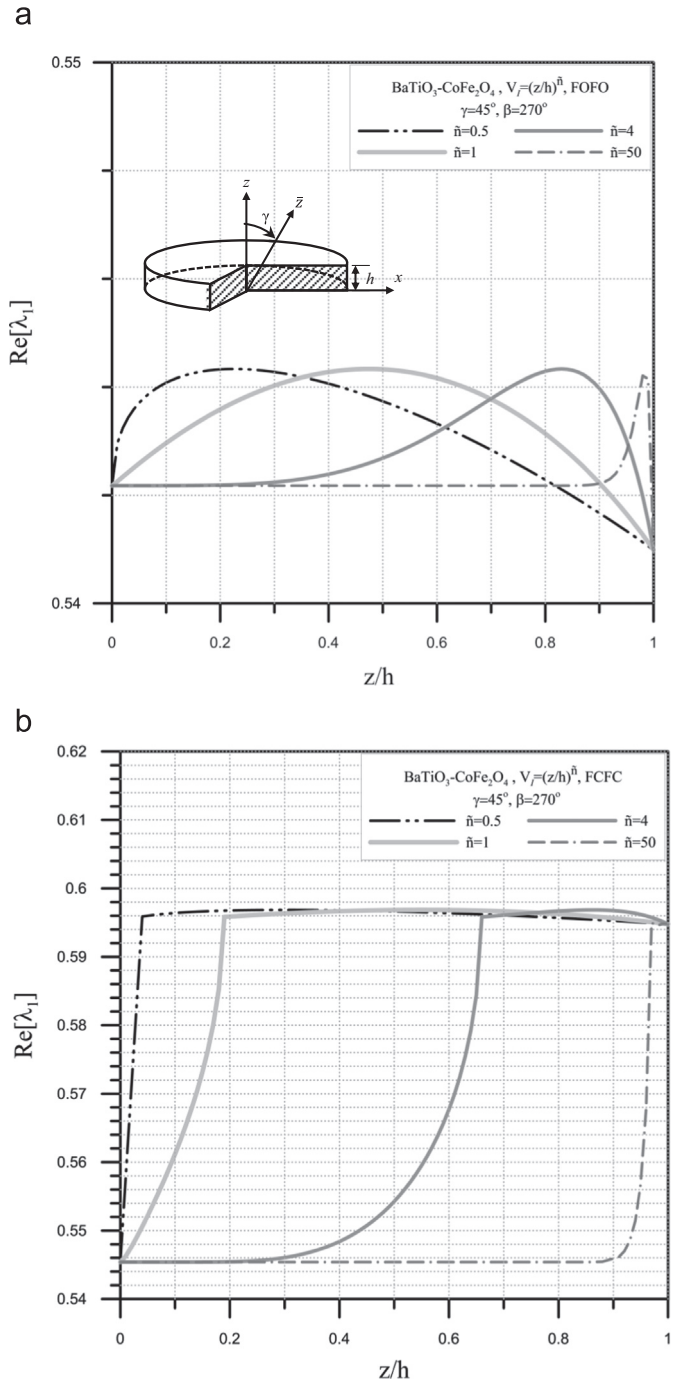 a
0.55
BaTiO₃-CoFe₂O₄ , V_I=(z/h)^ñ, FOFO
γ=45°, β=270°
ñ=0.5
ñ=4
ñ=1
ñ=50
z
z̄
γ
h
x
Re[λ₁]
0.54
0
0.2
0.4
0.6
0.8
1
z/h
b
0.62
BaTiO₃-CoFe₂O₄ , V_I=(z/h)^ñ, FCFC
γ=45°, β=270°
ñ=0.5
ñ=4
ñ=1
ñ=50
0.61
0.6
0.59
0.58
Re[λ₁]
0.57
0.56
0.55
0.54
0
0.2
0.4
0.6
0.8
1
z/h